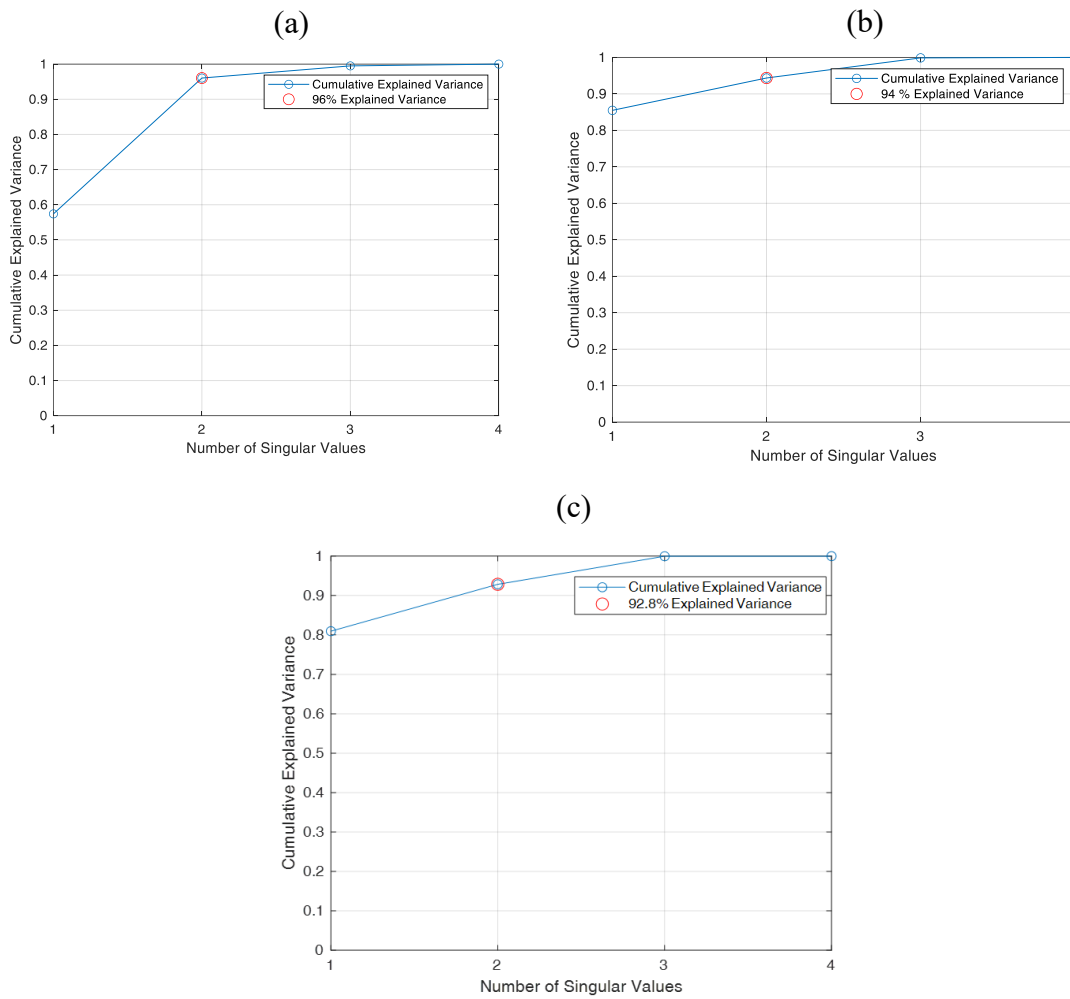 (a)
1
0.9
0.8
0.7
0.6
0.5
0.4
0.3
0.2
0.1
0
Cumulative Explained Variance
Cumulative Explained Variance
96% Explained Variance
1 2 3 4
Number of Singular Values
(b)
1
0.9
0.8
0.7
0.6
0.5
0.4
0.3
0.2
0.1
0
Cumulative Explained Variance
Cumulative Explained Variance
94 % Explained Variance
1 2 3
Number of Singular Values
(c)
1
0.9
0.8
0.7
0.6
0.5
0.4
0.3
0.2
0.1
0
Cumulative Explained Variance
Cumulative Explained Variance
92.8% Explained Variance
1 2 3 4
Number of Singular Values